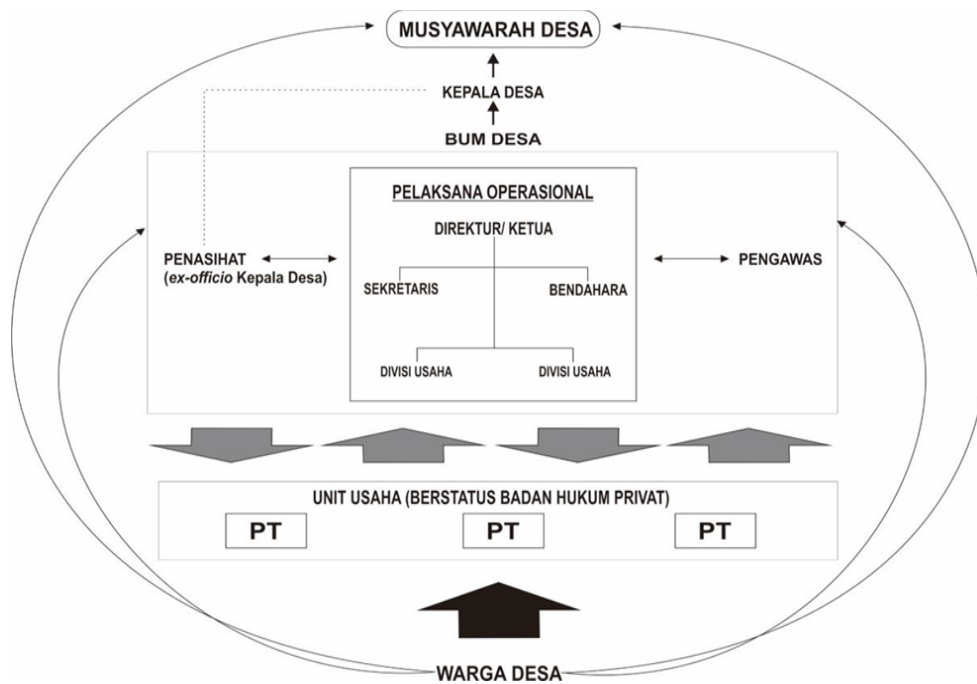 MUSYAWARAH DESA
KEPALA DESA
BUM DESA
PELAKSANA OPERASIONAL
DIREKTUR/ KETUA
PENASIHAT
(ex-officio Kepala Desa)
PENGAWAS
SEKRETARIS
BENDAHARA
DIVISI USAHA
DIVISI USAHA
UNIT USAHA (BERSTATUS BADAN HUKUM PRIVAT)
PT
PT
PT
WARGA DESA